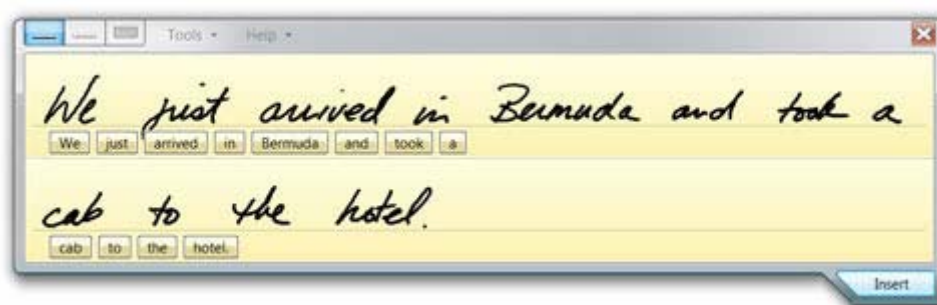 Tools Help
We just arrived in Bermuda and took a
We just arrived in Bermuda and took a
cab to the hotel.
cab to the hotel.
Insert